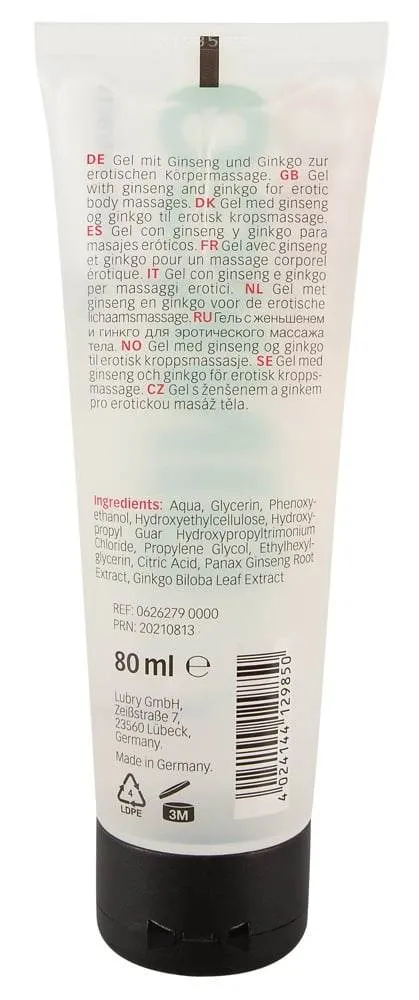 DE Gel mit Ginseng und Ginkgo zur
erotischen Körpermassage. GB Gel
with ginseng and ginkgo for erotic
body massages. DK Gel med ginseng
og ginkgo til erotisk kropsmassage.
ES Gel con ginseng y ginkgo para
masajes eróticos. FR Gel avec ginseng
et ginkgo pour un massage corporel
érotique. IT Gel con ginseng e ginkgo
per massaggi erotici. NL Gel met
ginseng en ginkgo voor de erotische
lichaamsmassage. RU Гель с женьшенем
и гинкго для эротического массажа
тела. NO Gel med ginseng og ginkgo
til erotisk kroppsmassasje. SE Gel med
ginseng och ginkgo för erotisk kropps-
massage. CZ Gel s ženšenem a ginkem
pro erotickou masáž těla.
Ingredients: Aqua, Glycerin, Phenoxy-
ethanol, Hydroxyethylcellulose, Hydroxy-
propyl Guar Hydroxypropyltrimonium
Chloride, Propylene Glycol, Ethylhexyl-
glycerin, Citric Acid, Panax Ginseng Root
Extract, Ginkgo Biloba Leaf Extract
REF: 0626279 0000
PRN: 20210813
80 ml ℮
Lubry GmbH,
Zeißstraße 7,
23560 Lübeck,
Germany.
Made in Germany.
4
LDPE
3M
4 024144 129850